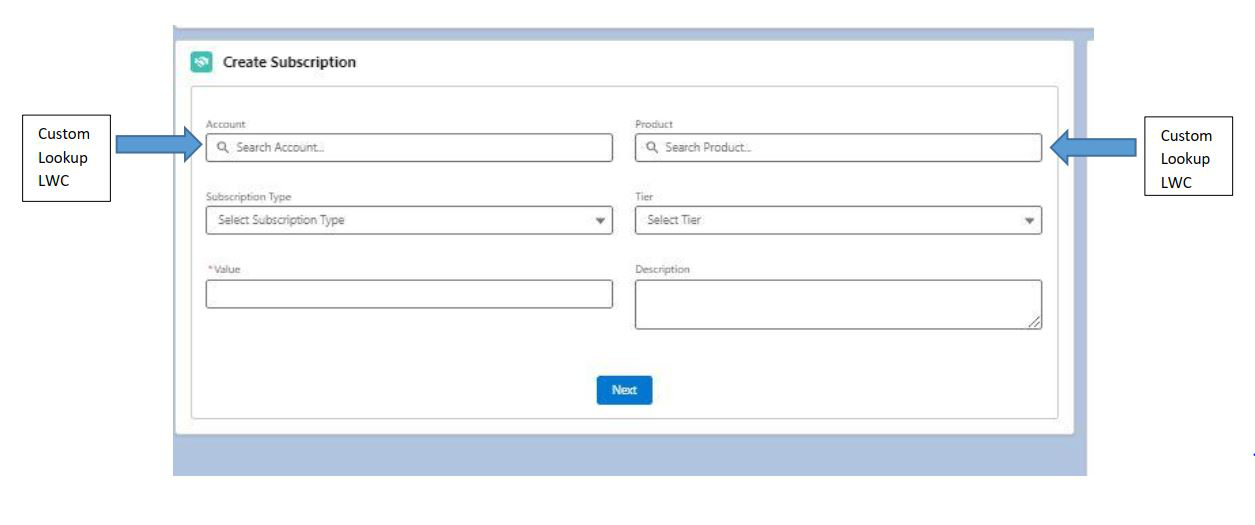 Create Subscription
Custom
Lookup
LWC
Account
Search Account...
Product
Search Product...
Custom
Lookup
LWC
Subscription Type
Select Subscription Type
Tier
Select Tier
*Value
Description
Next